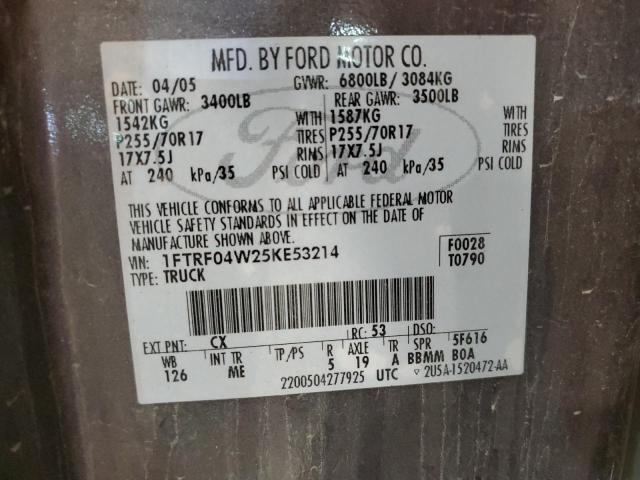 MFD. BY FORD MOTOR CO.
DATE: 04/05 GVWR: 6800LB / 3084KG
FRONT GAWR: 3400LB REAR GAWR: 3500LB
1542KG WITH 1587KG WITH
P255/70R17 TIRES P255/70R17 TIRES
17X7.5J RIMS 17X7.5J RIMS
AT 240 kPa/35 PSI COLD AT 240 kPa/35 PSI COLD
Ford
THIS VEHICLE CONFORMS TO ALL APPLICABLE FEDERAL MOTOR
VEHICLE SAFETY STANDARDS IN EFFECT ON THE DATE OF
MANUFACTURE SHOWN ABOVE.
VIN: 1FTRF04W25KE53214 F0028
TYPE: TRUCK T0790
EXT PNT: CX RC: 53 DSO:
WB INT TR TP/PS R AXLE TR SPR 5F616
126 ME 5 19 A BBMM BOA
2200504277925 UTC ▽ 2U5A-1520472-AA